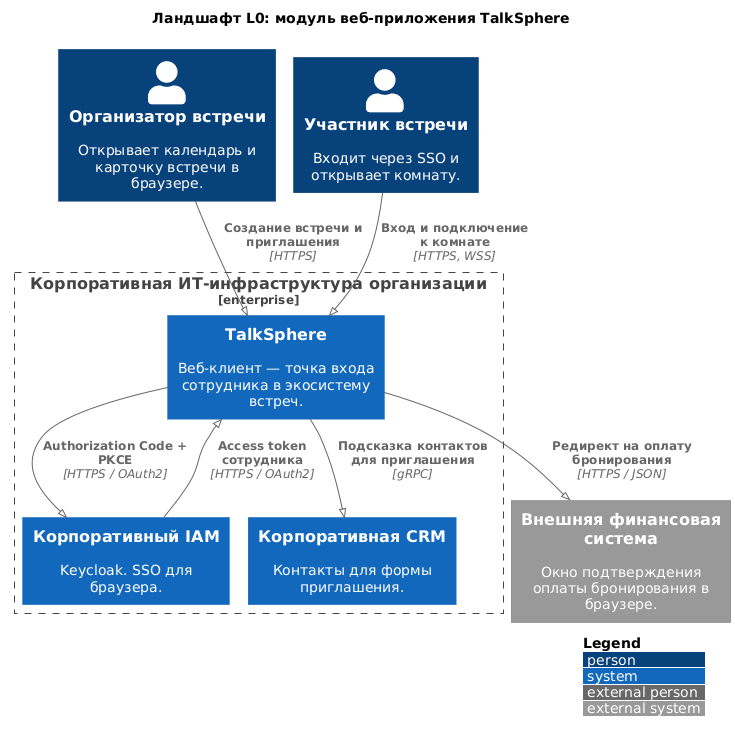 Ландшафт L0: модуль веб-приложения TalkSphere
Организатор встречи
Открывает календарь и
карточку встречи в
браузере.
Участник встречи
Входит через SSO и
открывает комнату.
Создание встречи и
приглашения
[HTTPS]
Вход и подключение
к комнате
[HTTPS, WSS]
Корпоративная ИТ-инфраструктура организации
[enterprise]
TalkSphere
Веб-клиент — точка входа
сотрудника в экосистему
встреч.
Authorization Code +
PKCE
[HTTPS / OAuth2]
Access token
сотрудника
[HTTPS / OAuth2]
Подсказка контактов
для приглашения
[gRPC]
Редирект на оплату
бронирования
[HTTPS / JSON]
Корпоративный IAM
Keycloak. SSO для
браузера.
Корпоративная CRM
Контакты для формы
приглашения.
Внешняя финансовая
система
Окно подтверждения
оплаты бронирования в
браузере.
Legend
person
system
external person
external system